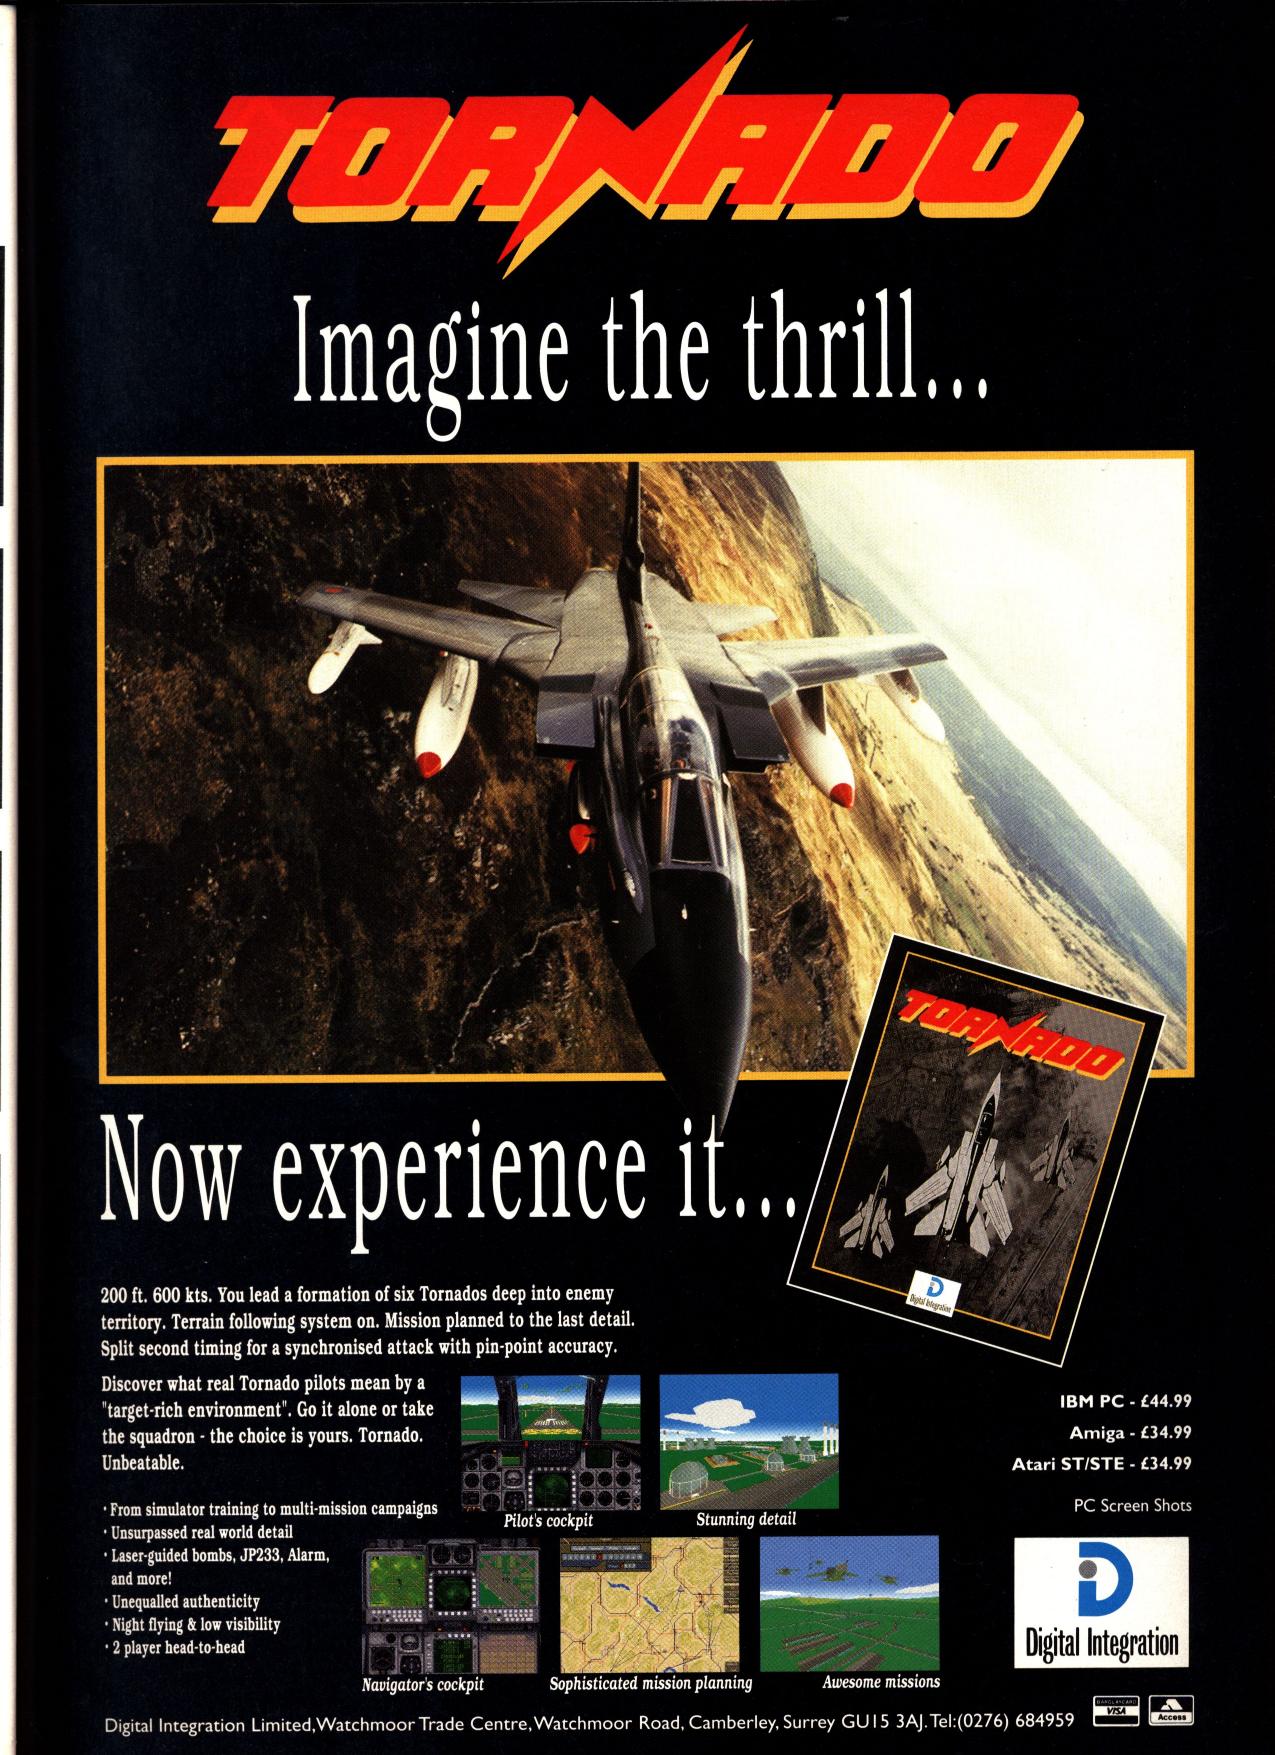 TORNADO
Imagine the thrill...
TORNADO
Digital Integration
Now experience it...
200 ft. 600 kts. You lead a formation of six Tornados deep into enemy
territory. Terrain following system on. Mission planned to the last detail.
Split second timing for a synchronised attack with pin-point accuracy.
Discover what real Tornado pilots mean by a
"target-rich environment". Go it alone or take
the squadron - the choice is yours. Tornado.
Unbeatable.
· From simulator training to multi-mission campaigns
· Unsurpassed real world detail
· Laser-guided bombs, JP233, Alarm,
and more!
· Unequalled authenticity
· Night flying & low visibility
· 2 player head-to-head
Pilot's cockpit
Stunning detail
Navigator's cockpit
Sophisticated mission planning
Awesome missions
IBM PC - £44.99
Amiga - £34.99
Atari ST/STE - £34.99
PC Screen Shots
Digital Integration
Digital Integration Limited, Watchmoor Trade Centre, Watchmoor Road, Camberley, Surrey GU15 3AJ. Tel: (0276) 684959
BARCLAYCARD
VISA
Access